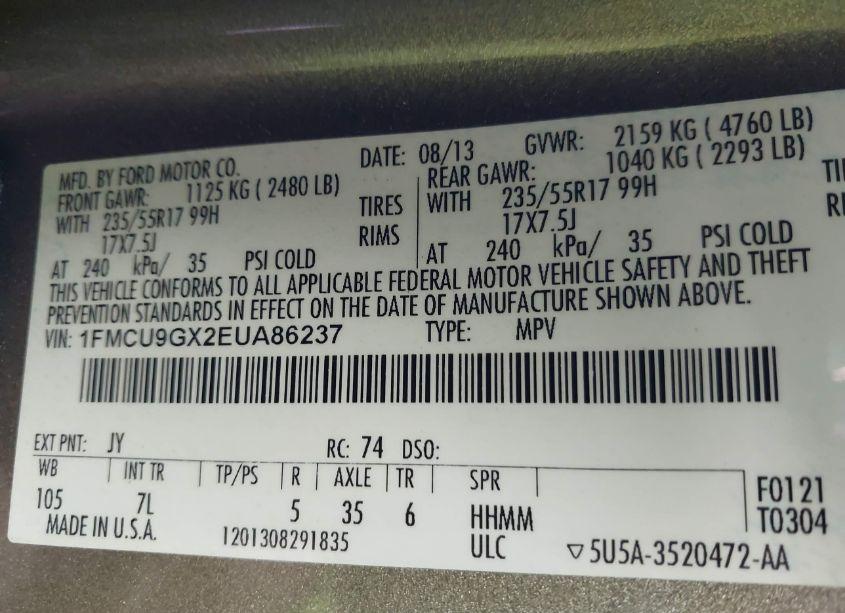 MFD. BY FORD MOTOR CO. DATE: 08/13 GVWR: 2159 KG ( 4760 LB)
FRONT GAWR: 1125 KG ( 2480 LB) REAR GAWR: 1040 KG ( 2293 LB)
WITH 235/55R17 99H TIRES WITH 235/55R17 99H TI
17X7.5J RIMS 17X7.5J RI
AT 240 kPa/ 35 PSI COLD AT 240 kPa/ 35 PSI COLD
THIS VEHICLE CONFORMS TO ALL APPLICABLE FEDERAL MOTOR VEHICLE SAFETY AND THEFT
PREVENTION STANDARDS IN EFFECT ON THE DATE OF MANUFACTURE SHOWN ABOVE.
VIN: 1FMCU9GX2EUA86237 TYPE: MPV
EXT PNT: JY RC: 74 DSO:
WB INT TR TP/PS R AXLE TR SPR F0121
105 7L 5 35 6 HHMM T0304
MADE IN U.S.A. 1201308291835 ULC ▽5U5A-3520472-AA